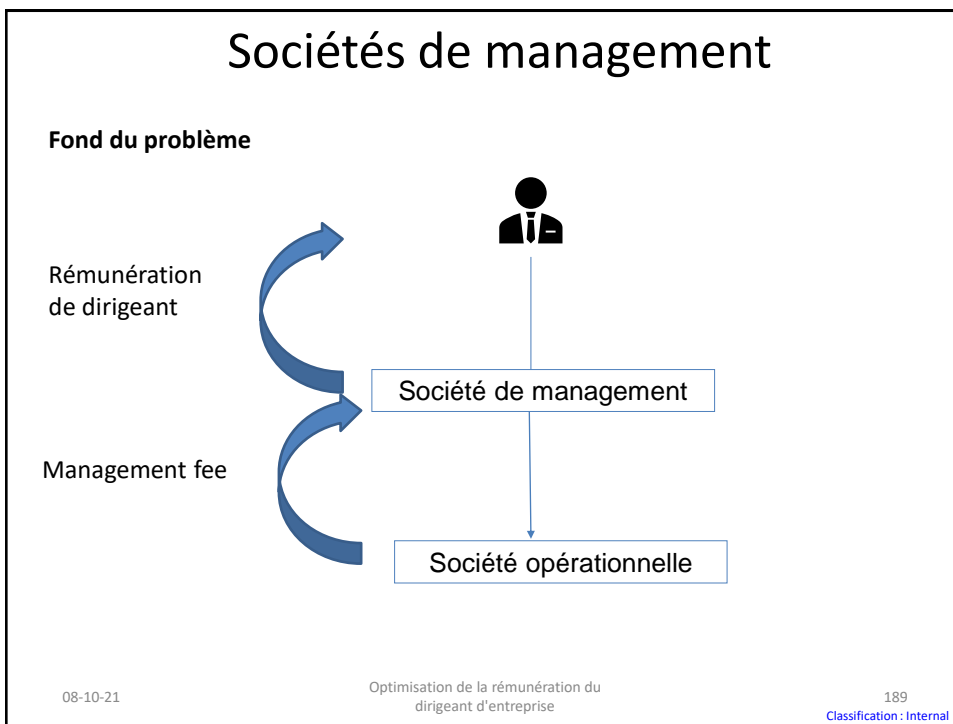 Sociétés de management
Fond du problème
Rémunération
de dirigeant
Société de management
Management fee
Société opérationnelle
08-10-21
Optimisation de la rémunération du
dirigeant d'entreprise
189
Classification : Internal